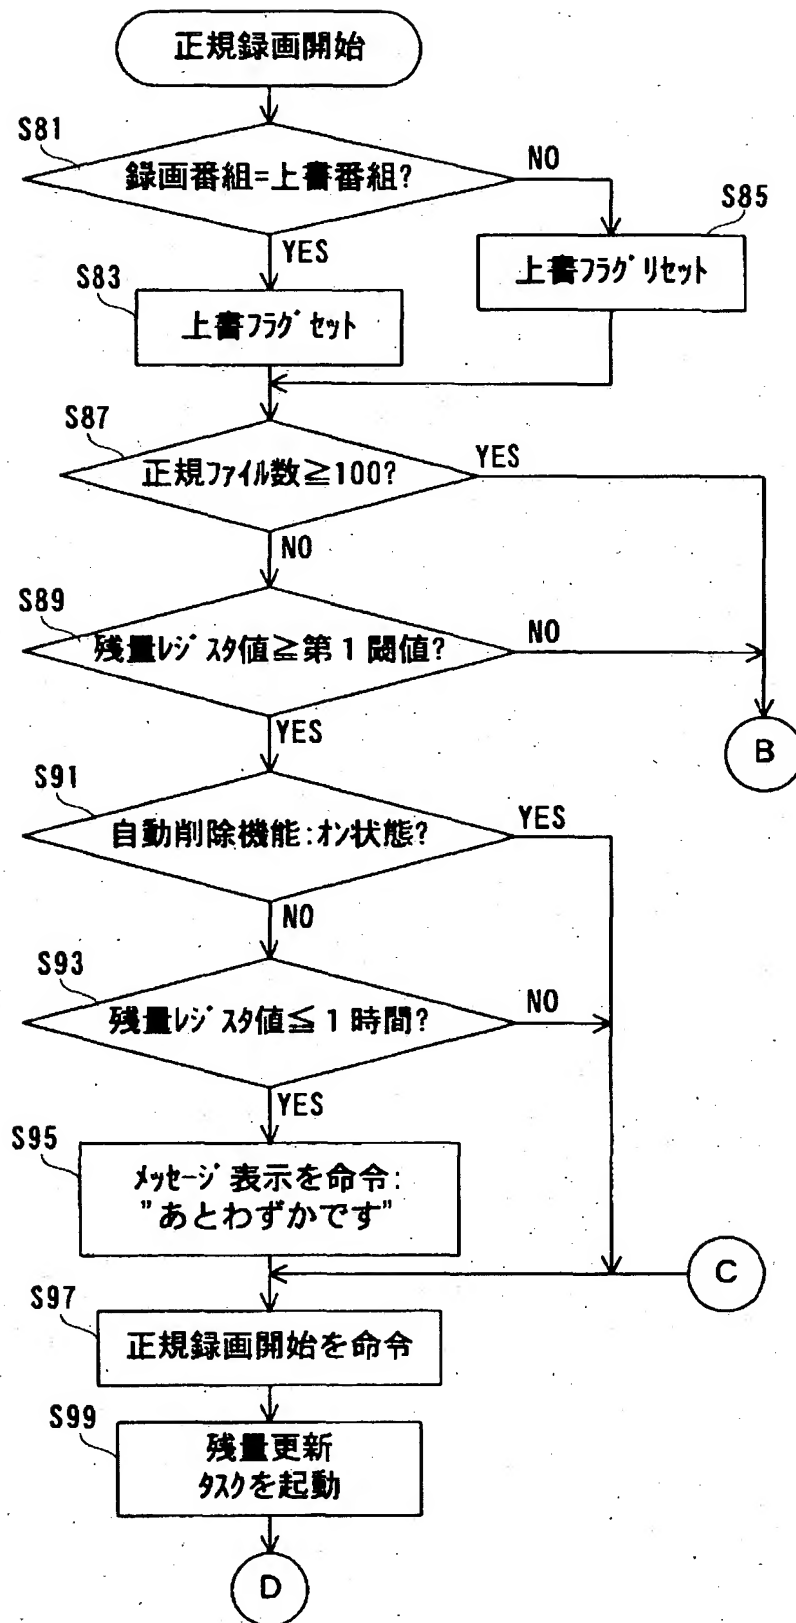 正規録画開始
S81
録画番組=上書番組?
NO
YES
S85
上書フラグリセット
S83
上書フラグセット
S87
正規ファイル数≧100?
YES
NO
S89
残量レジスタ値≧第1閾値?
NO
YES
B
S91
自動削除機能:オン状態?
YES
NO
S93
残量レジスタ値≦1時間?
NO
YES
S95
メッセージ表示を命令:
"あとわずかです"
C
S97
正規録画開始を命令
S99
残量更新
タスクを起動
D